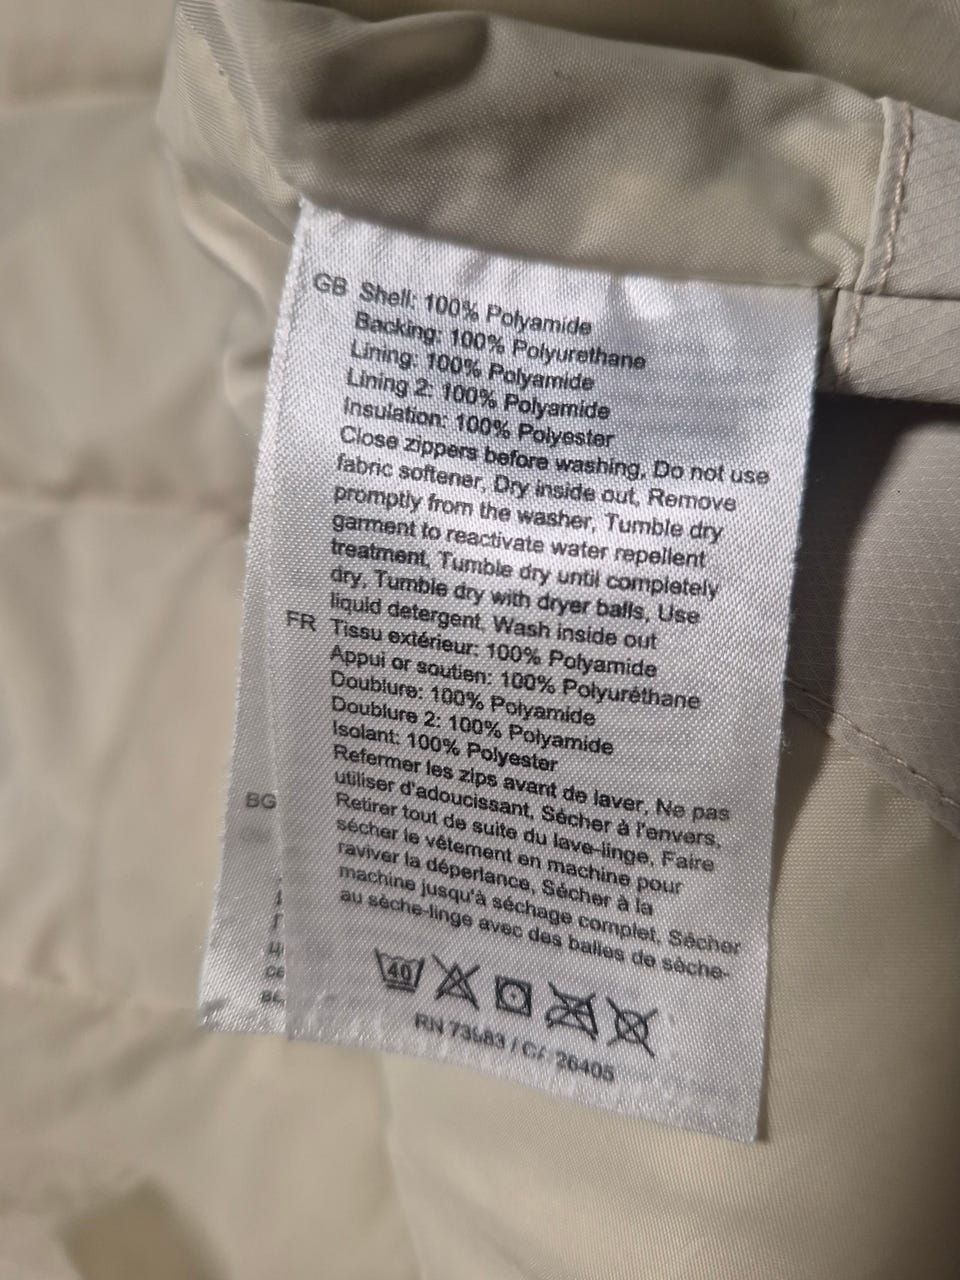 GB Shell: 100% Polyamide
Backing: 100% Polyurethane
Lining: 100% Polyamide
Lining 2: 100% Polyamide
Insulation: 100% Polyester
Close zippers before washing, Do not use
fabric softener, Dry inside out, Remove
promptly from the washer, Tumble dry
garment to reactivate water repellent
treatment, Tumble dry until completely
dry, Tumble dry with dryer balls, Use
liquid detergent, Wash inside out
FR Tissu extérieur: 100% Polyamide
Appui or soutien: 100% Polyuréthane
Doublure: 100% Polyamide
Doublure 2: 100% Polyamide
Isolant: 100% Polyester
Refermer les zips avant de laver, Ne pas
utiliser d'adoucissant, Sécher à l'envers,
Retirer tout de suite du lave-linge, Faire
sécher le vêtement en machine pour
raviver la déperlance, Sécher à la
machine jusqu'à séchage complet, Sécher
au sèche-linge avec des balles de sèche-
40
RN / 26405
BG